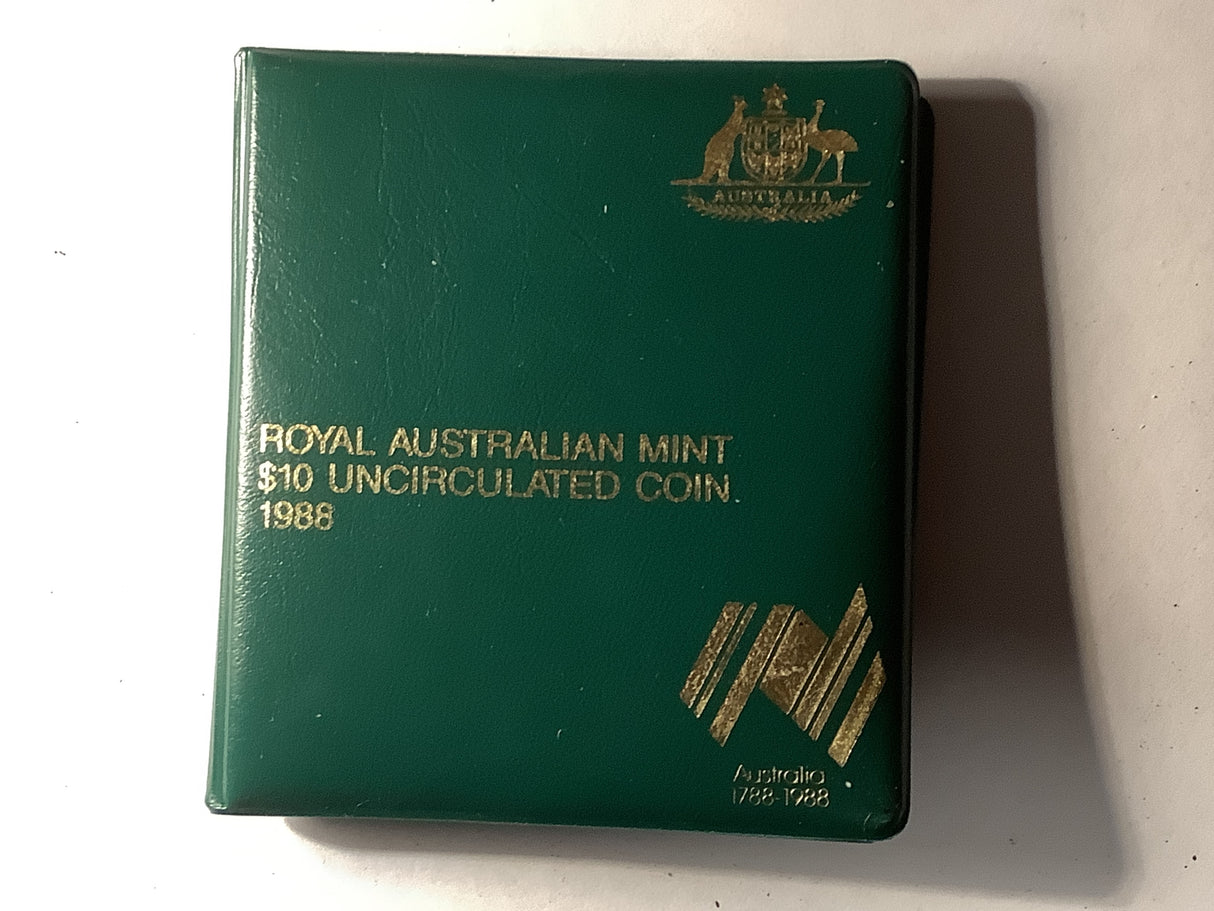 AUSTRALIA
ROYAL AUSTRALIAN MINT
$10 UNCIRCULATED COIN
1988
Australia
1788-1988